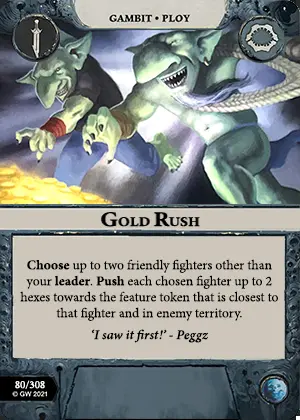 GAMBIT • PLOY
GOLD RUSH
Choose up to two friendly fighters other than
your leader. Push each chosen fighter up to 2
hexes towards the feature token that is closest to
that fighter and in enemy territory.
‘I saw it first!’ - Peggz
80/308
© GW 2021